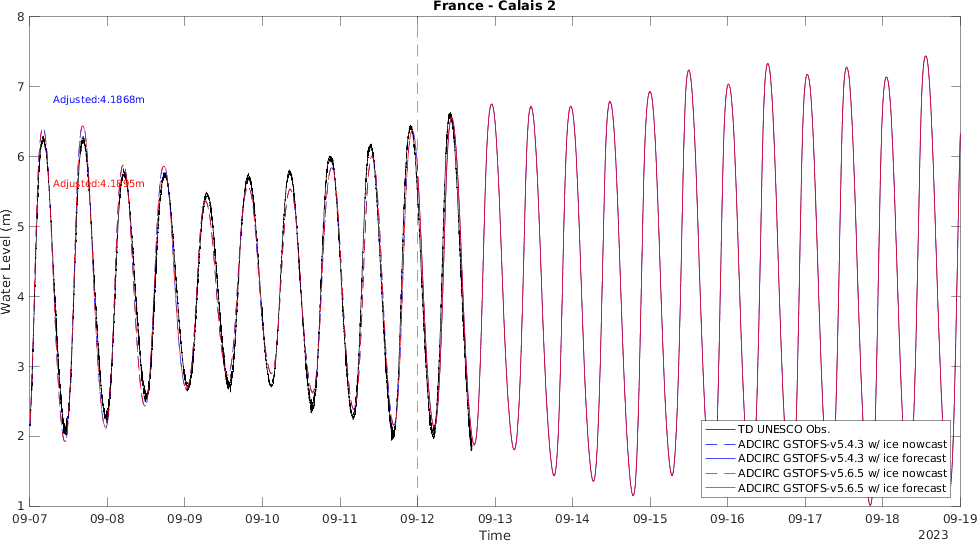 France - Calais 2
8
7
6
5
4
3
2
1
Water Level (m)
Adjusted:4.1868m
Adjusted:4.1895m
TD UNESCO Obs.
ADCIRC GSTOFS-v5.4.3 w/ ice nowcast
ADCIRC GSTOFS-v5.4.3 w/ ice forecast
ADCIRC GSTOFS-v5.6.5 w/ ice nowcast
ADCIRC GSTOFS-v5.6.5 w/ ice forecast
09-07 09-08 09-09 09-10 09-11 09-12 09-13 09-14 09-15 09-16 09-17 09-18 09-19
Time
2023